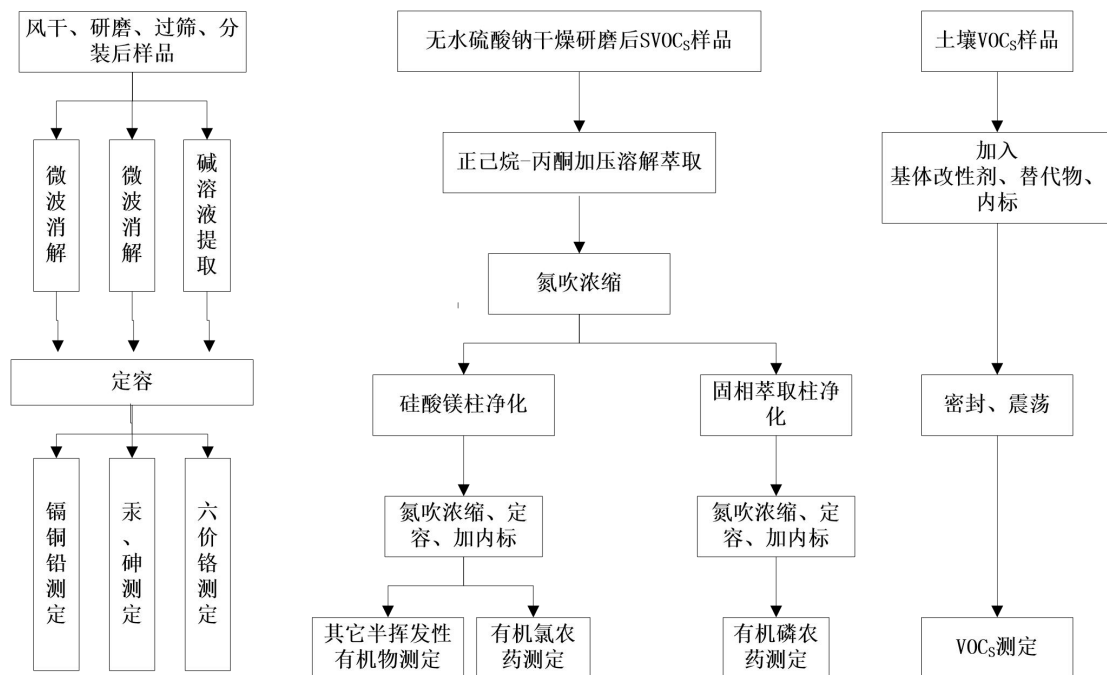 风干、研磨、过筛、分
装后样品
微波消解
微波消解
碱溶液提取
定容
镉铜铅测定
汞、砷测定
六价铬测定
无水硫酸钠干燥研磨后SVOCS样品
正己烷-丙酮加压溶解萃取
氮吹浓缩
硅酸镁柱净化
固相萃取柱净
化
氮吹浓缩、定
容、加内标
氮吹浓缩、定
容、加内标
其它半挥发性
有机物测定
有机氯农
药测定
有机磷农
药测定
土壤VOCS样品
加入
基体改性剂、替代物、
内标
密封、震荡
VOCS测定